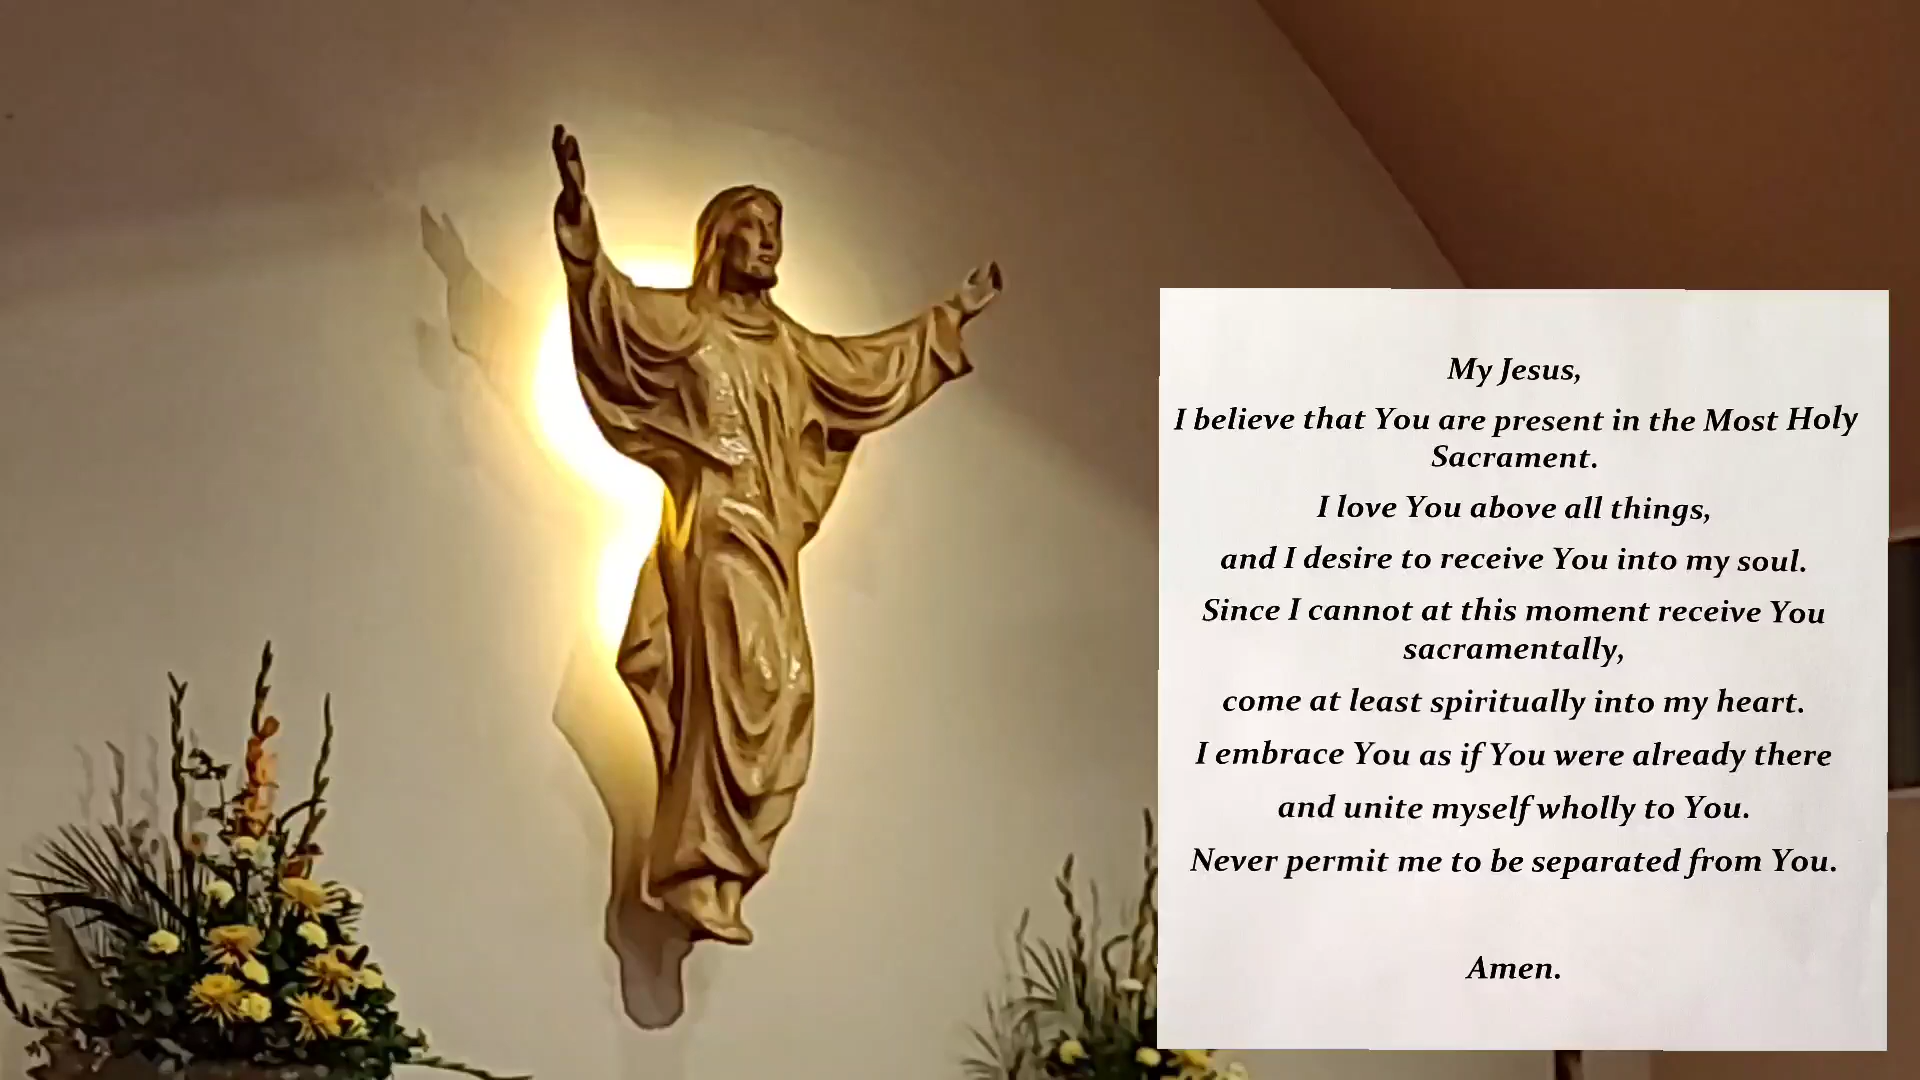 My Jesus,
I believe that You are present in the Most Holy
Sacrament.
I love You above all things,
and I desire to receive You into my soul.
Since I cannot at this moment receive You
sacramentally,
come at least spiritually into my heart.
I embrace You as if You were already there
and unite myself wholly to You.
Never permit me to be separated from You.
Amen.